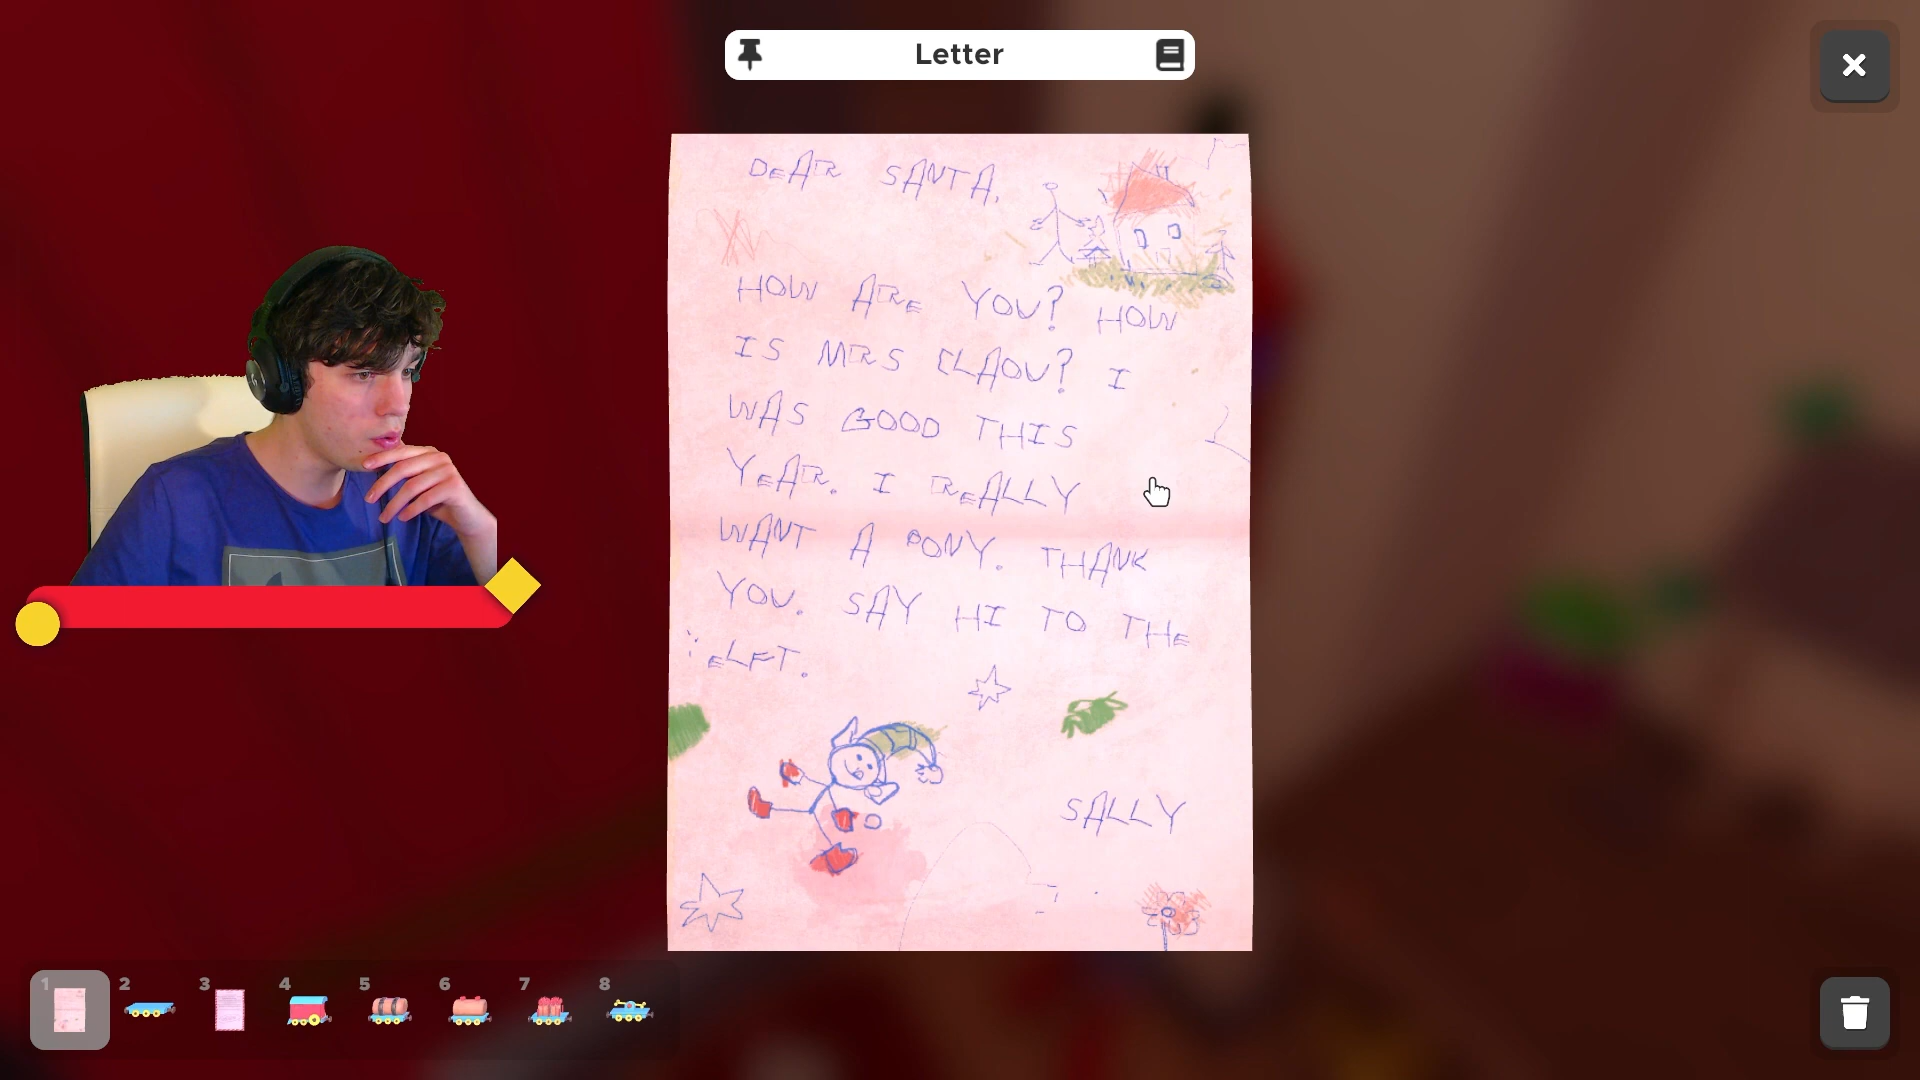 Letter
DEAR SANTA,
HOW ARE YOU? HOW
IS MRS CLAOU? I
WAS GOOD THIS
YEAR. I REALLY
WANT A PONY. THANK
YOU. SAY HI TO THE
ELFT.
SALLY
1 2 3 4 5 6 7 8